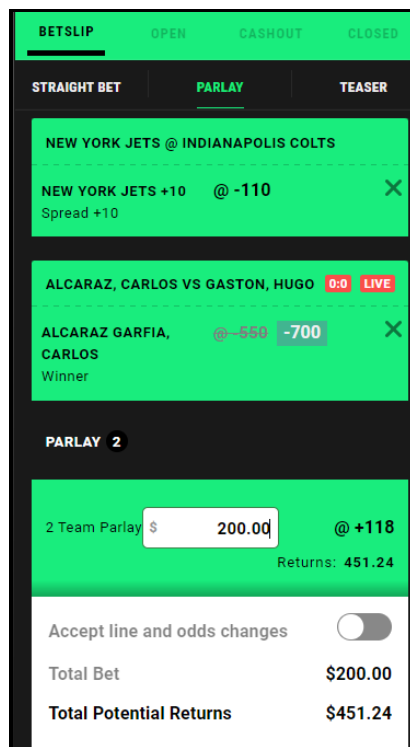 BETSLIP OPEN CASHOUT CLOSED
STRAIGHT BET PARLAY TEASER
NEW YORK JETS @ INDIANAPOLIS COLTS
NEW YORK JETS +10 @ -110
Spread +10
ALCARAZ, CARLOS VS GASTON, HUGO 0:0 LIVE
ALCARAZ GARFIA, @ -550 -700
CARLOS
Winner
PARLAY 2
2 Team Parlay $ 200.00 @ +118
Returns: 451.24
Accept line and odds changes
Total Bet $200.00
Total Potential Returns $451.24